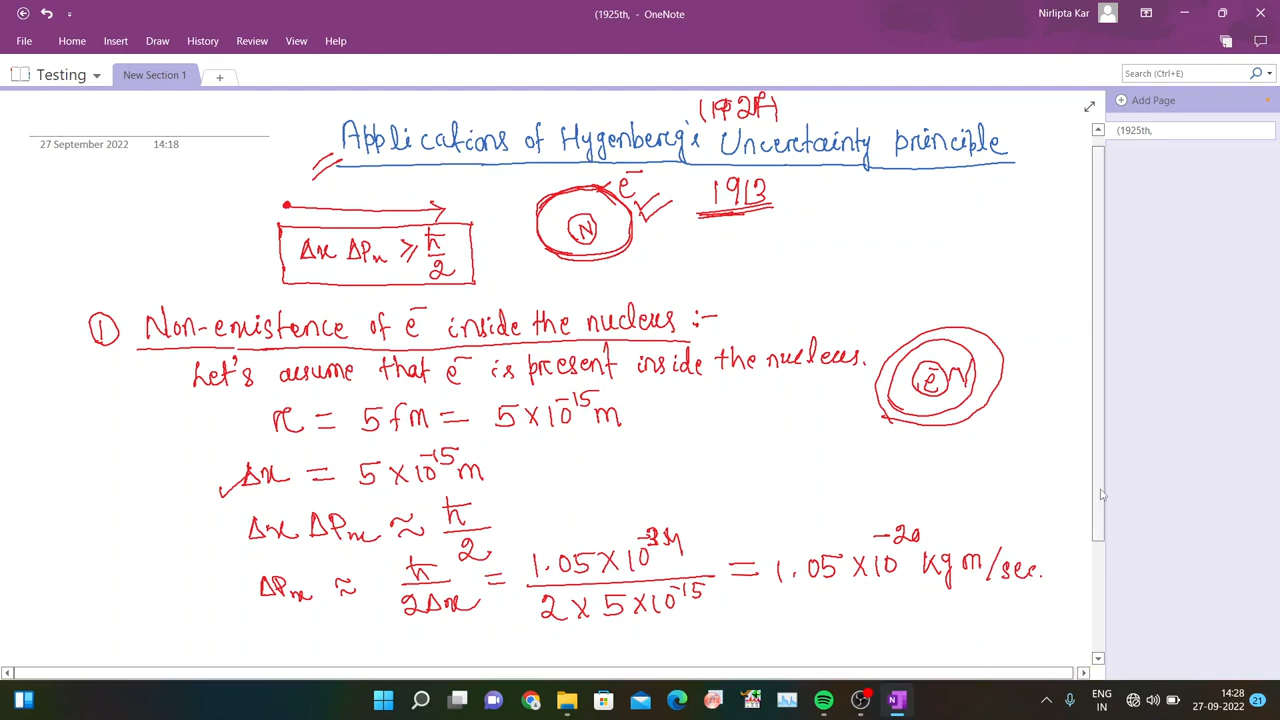 (1925th, - OneNote
Nirlipta Kar
File Home Insert Draw History Review View Help
Testing New Section 1 +
Search (Ctrl+E)
Add Page
(1925th,
27 September 2022 14:18
Applications of Hygenberg's Uncertainty principle
e⁻
N
1913
Δx ΔPx ≥ ħ/2
① Non-existence of e⁻ inside the nucleus :-
Let's assume that e⁻ is present inside the nucleus.
e⁻ N
r = 5 fm = 5×10⁻¹⁵ m
Δx = 5×10⁻¹⁵ m
Δx ΔPx ≈ ħ/2
ΔPx ≈ ħ/2Δx = 1.05×10⁻³⁴/2×5×10⁻¹⁵ = 1.05×10⁻²⁰ kg m/sec.
ENG
IN
14:28
27-09-2022
21